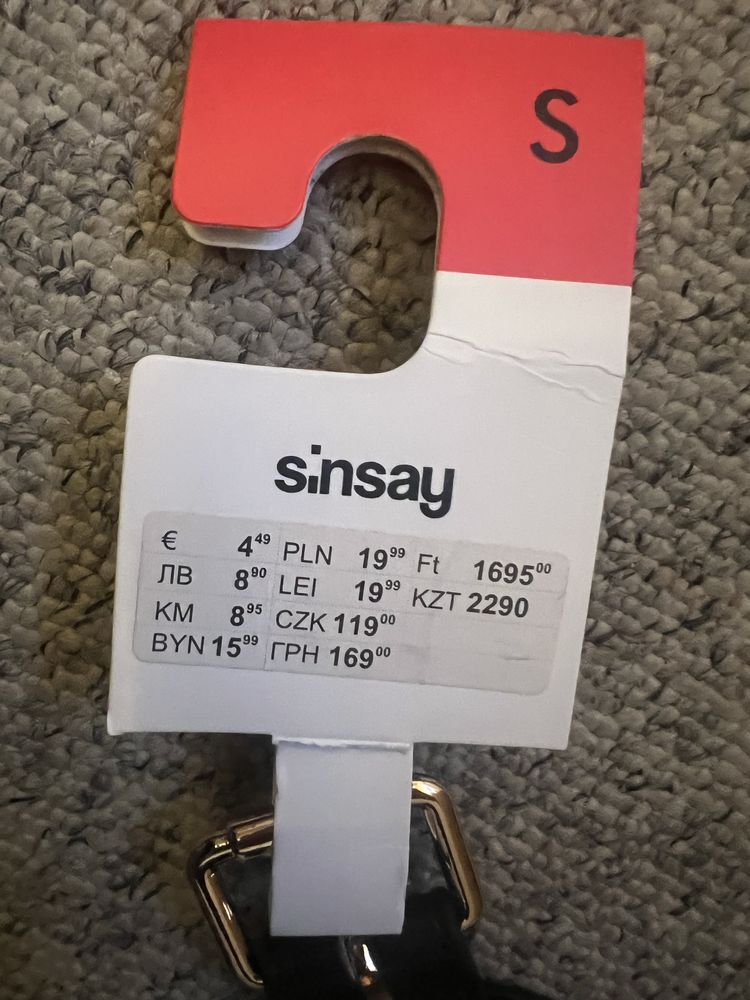 S
sinsay
€ 4⁴⁹ PLN 19⁹⁹ Ft 1695⁰⁰
ЛВ 8⁹⁰ LEI 19⁹⁹ KZT 2290
KM 8⁹⁵ CZK 119⁰⁰
BYN 15⁹⁹ ГРН 169⁰⁰